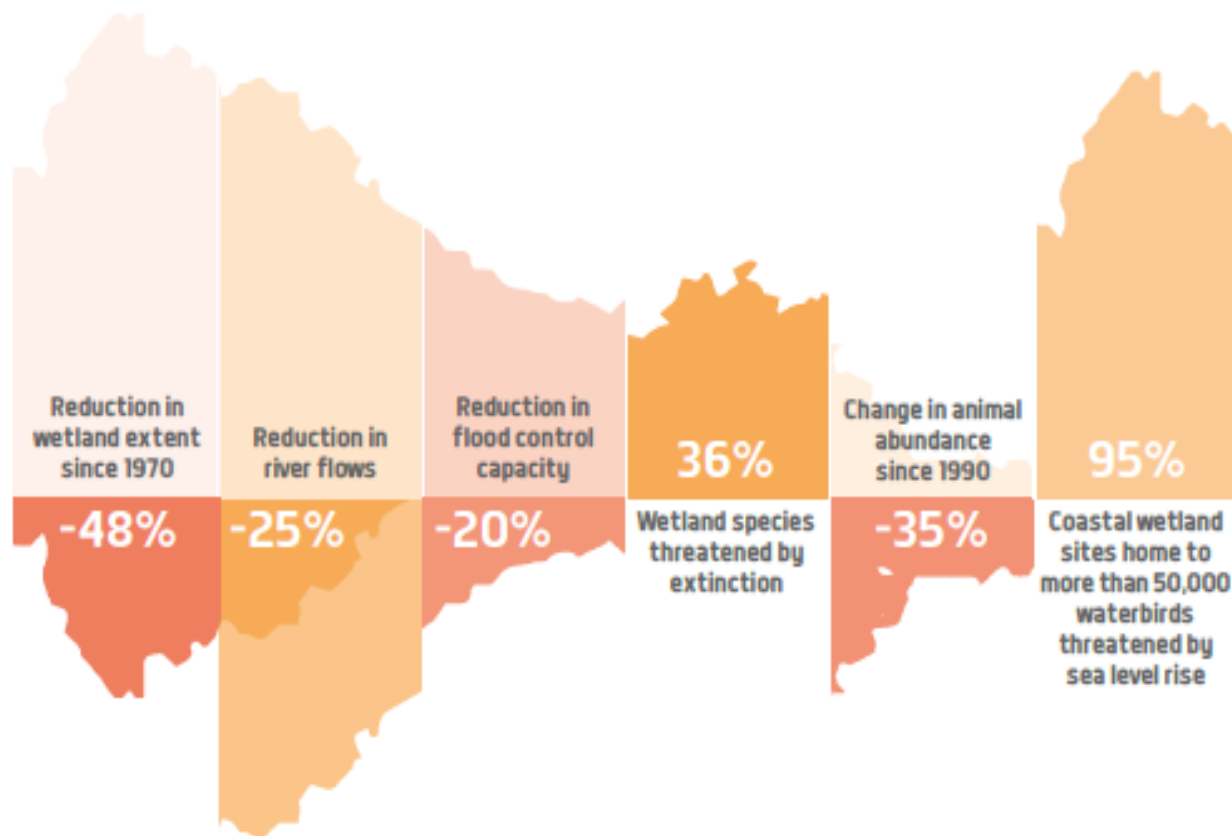 Reduction in
wetland extent
since 1970
-48%
Reduction in
river flows
-25%
Reduction in
flood control
capacity
-20%
36%
Wetland species
threatened by
extinction
Change in animal
abundance
since 1990
-35%
95%
Coastal wetland
sites home to
more than 50,000
waterbirds
threatened by
sea level rise